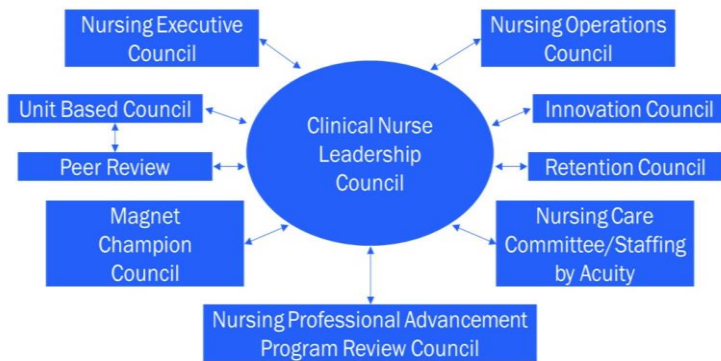 Nursing Executive
Council
Nursing Operations
Council
Unit Based Council
Clinical Nurse
Leadership
Council
Innovation Council
Peer Review
Retention Council
Magnet
Champion
Council
Nursing Care
Committee/Staffing
by Acuity
Nursing Professional Advancement
Program Review Council